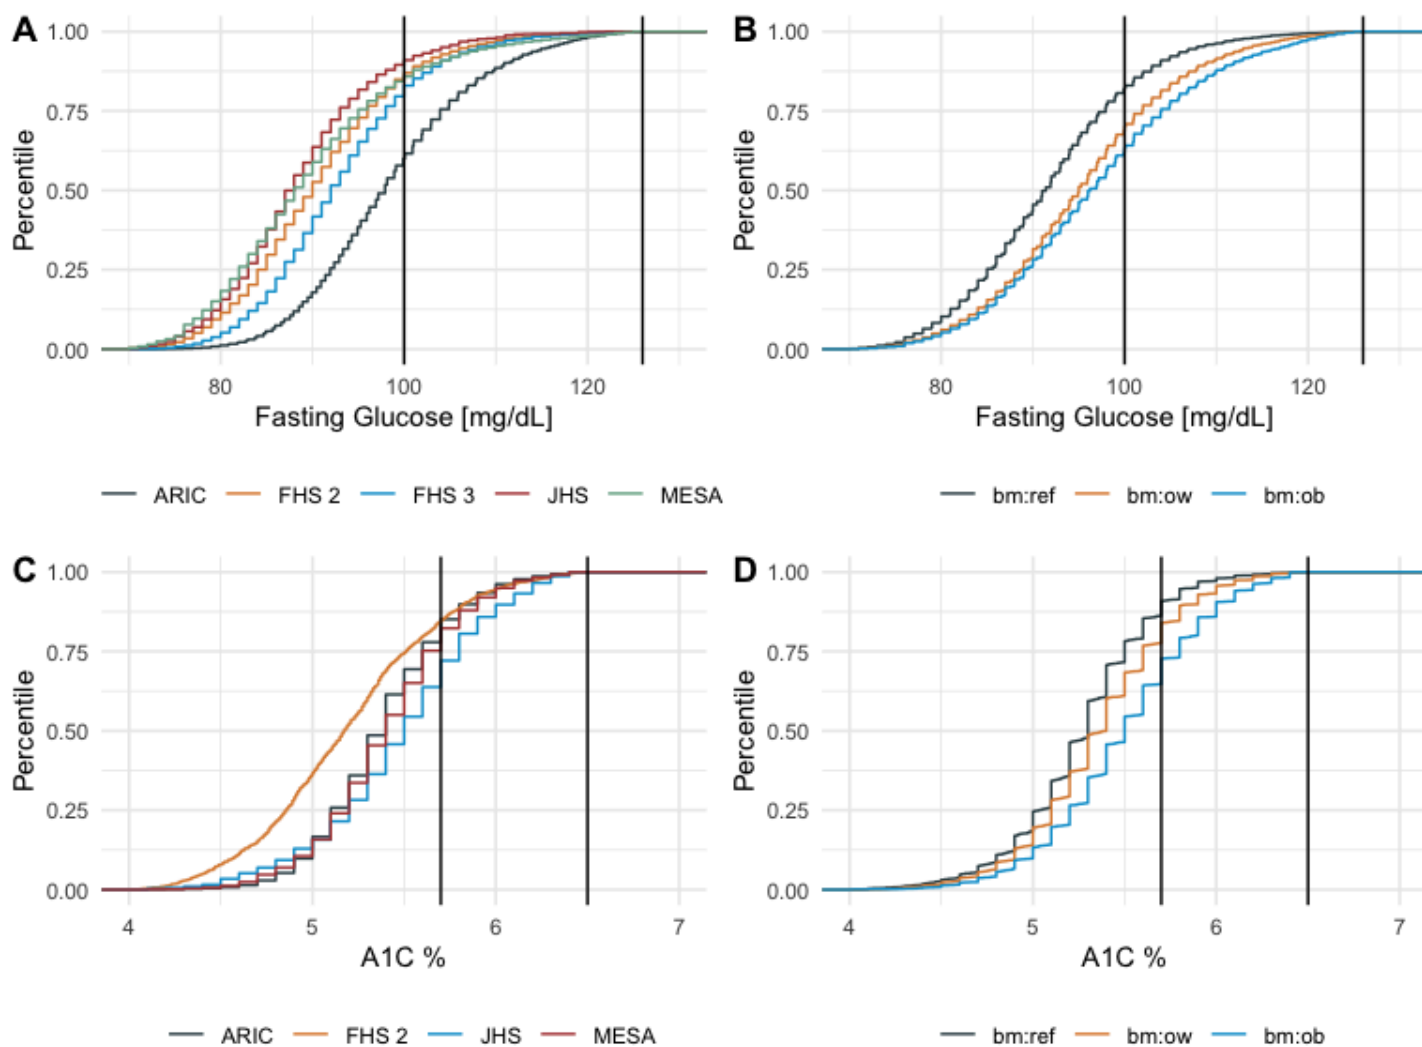 A
B
1.00
0.75
0.50
0.25
0.00
Percentile
80
100
120
Fasting Glucose [mg/dL]
ARIC
FHS 2
FHS 3
JHS
MESA
1.00
0.75
0.50
0.25
0.00
Percentile
80
100
120
Fasting Glucose [mg/dL]
bm:ref
bm:ow
bm:ob
C
D
1.00
0.75
0.50
0.25
0.00
Percentile
4
5
6
7
A1C %
ARIC
FHS 2
JHS
MESA
1.00
0.75
0.50
0.25
0.00
Percentile
4
5
6
7
A1C %
bm:ref
bm:ow
bm:ob